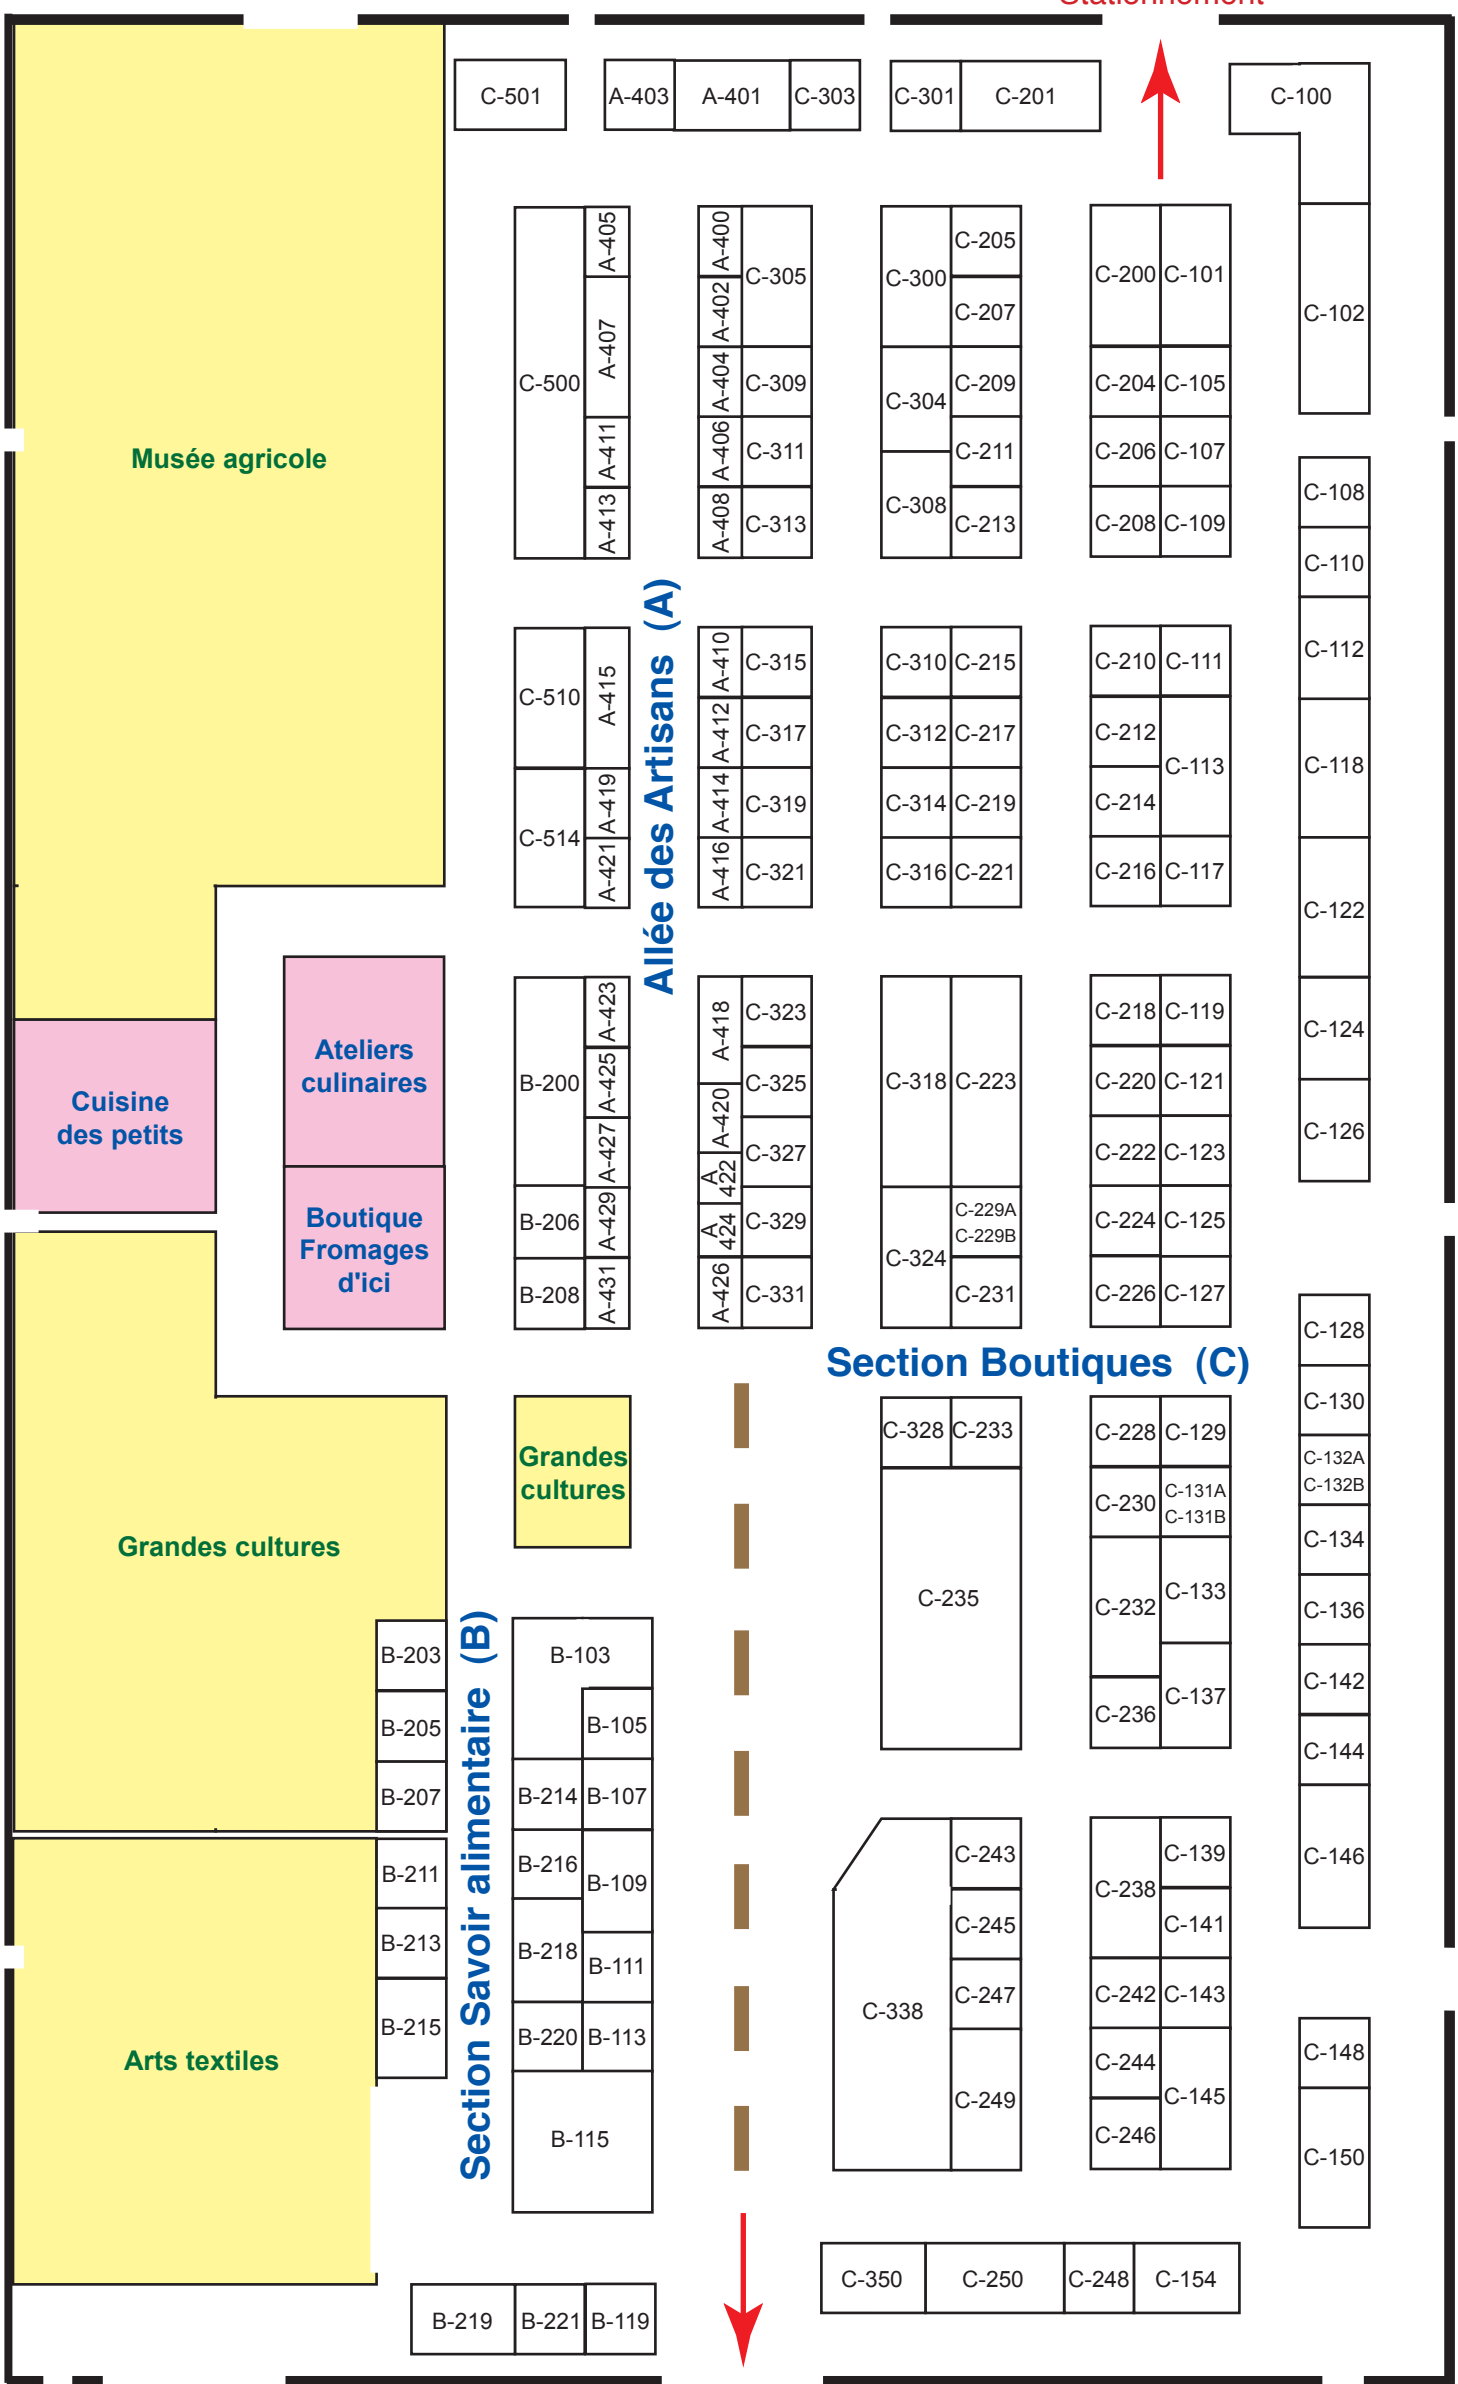 Stationnement
C-501
A-403
A-401
C-303
C-301
C-201
C-100
C-500
A-405
A-407
A-411
A-413
A-400
A-402
A-404
A-406
A-408
C-305
C-309
C-311
C-313
C-300
C-304
C-308
C-205
C-207
C-209
C-211
C-213
C-200
C-204
C-206
C-208
C-101
C-105
C-107
C-109
C-102
C-108
C-110
C-112
C-118
C-122
C-124
C-126
Musée agricole
Allée des Artisans (A)
C-510
C-514
A-415
A-419
A-421
A-410
A-412
A-414
A-416
C-315
C-317
C-319
C-321
C-310
C-312
C-314
C-316
C-215
C-217
C-219
C-221
C-210
C-212
C-214
C-216
C-111
C-113
C-117
Cuisine
des petits
Ateliers
culinaires
Boutique
Fromages
d'ici
B-200
B-206
B-208
A-423
A-425
A-427
A-429
A-431
A-418
A-420
A
422
A
424
A-426
C-323
C-325
C-327
C-329
C-331
C-318
C-324
C-223
C-229A
C-229B
C-231
C-218
C-220
C-222
C-224
C-226
C-119
C-121
C-123
C-125
C-127
Section Boutiques (C)
C-128
C-130
C-132A
C-132B
C-134
C-136
C-142
C-144
C-146
Grandes
cultures
Grandes cultures
C-328
C-233
C-235
C-228
C-230
C-232
C-236
C-129
C-131A
C-131B
C-133
C-137
Section Savoir alimentaire (B)
B-203
B-205
B-207
B-211
B-213
B-215
B-103
B-105
B-214
B-107
B-216
B-109
B-218
B-111
B-220
B-113
B-115
Arts textiles
C-338
C-243
C-245
C-247
C-249
C-238
C-242
C-244
C-246
C-139
C-141
C-143
C-145
C-148
C-150
B-219
B-221
B-119
C-350
C-250
C-248
C-154